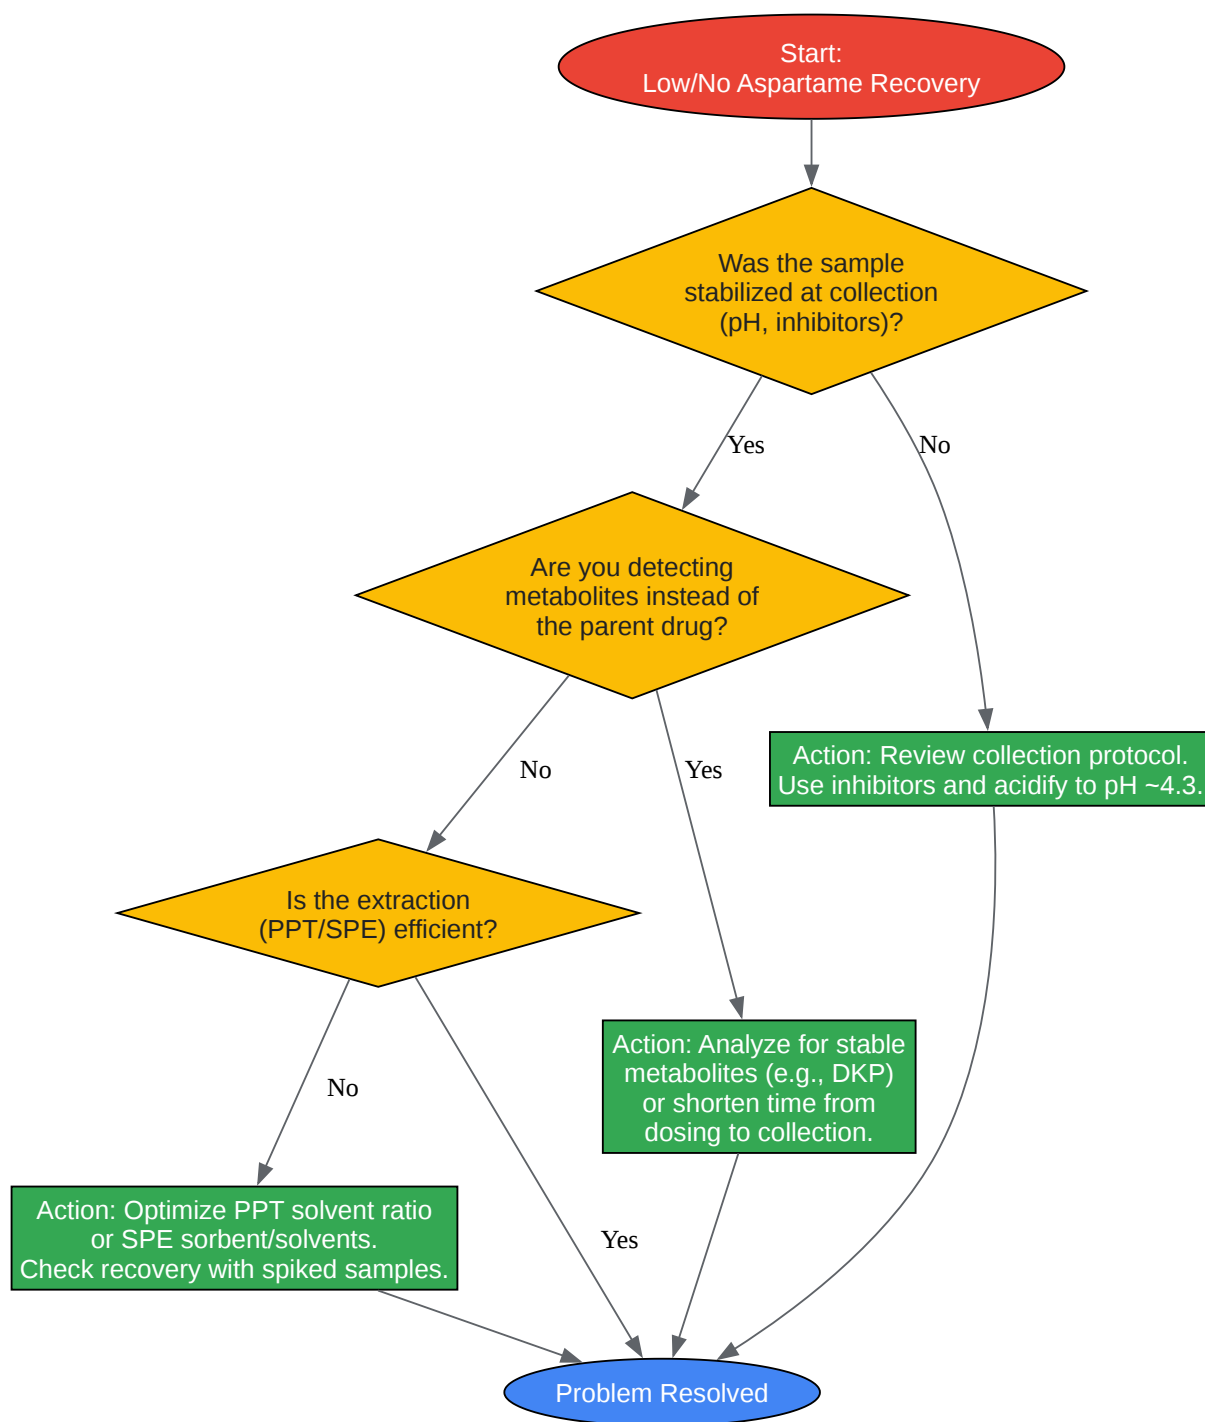 Start:
Low/No Aspartame Recovery
Was the sample
stabilized at collection
(pH, inhibitors)?
Yes
No
Are you detecting
metabolites instead of
the parent drug?
No
Yes
Action: Review collection protocol.
Use inhibitors and acidify to pH ~4.3.
Is the extraction
(PPT/SPE) efficient?
No
Yes
Action: Analyze for stable
metabolites (e.g., DKP)
or shorten time from
dosing to collection.
Action: Optimize PPT solvent ratio
or SPE sorbent/solvents.
Check recovery with spiked samples.
Problem Resolved